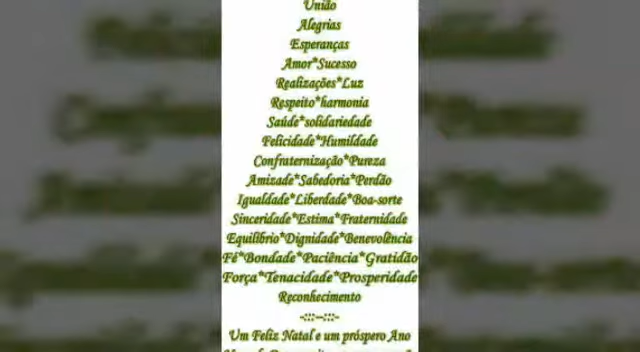 União
Alegrias
Esperanças
Amor*Sucesso
Realizações*Luz
Respeito*harmonia
Saúde*solidariedade
Felicidade*Humildade
Confraternização*Pureza
Amizade*Sabedoria*Perdão
Igualdade*Liberdade*Boa-sorte
Sinceridade*Estima*Fraternidade
Equilíbrio*Dignidade*Benevolência
Fé*Bondade*Paciência*Gratidão
Força*Tenacidade*Prosperidade
Reconhecimento
-:::--:::-
Um Feliz Natal e um próspero Ano